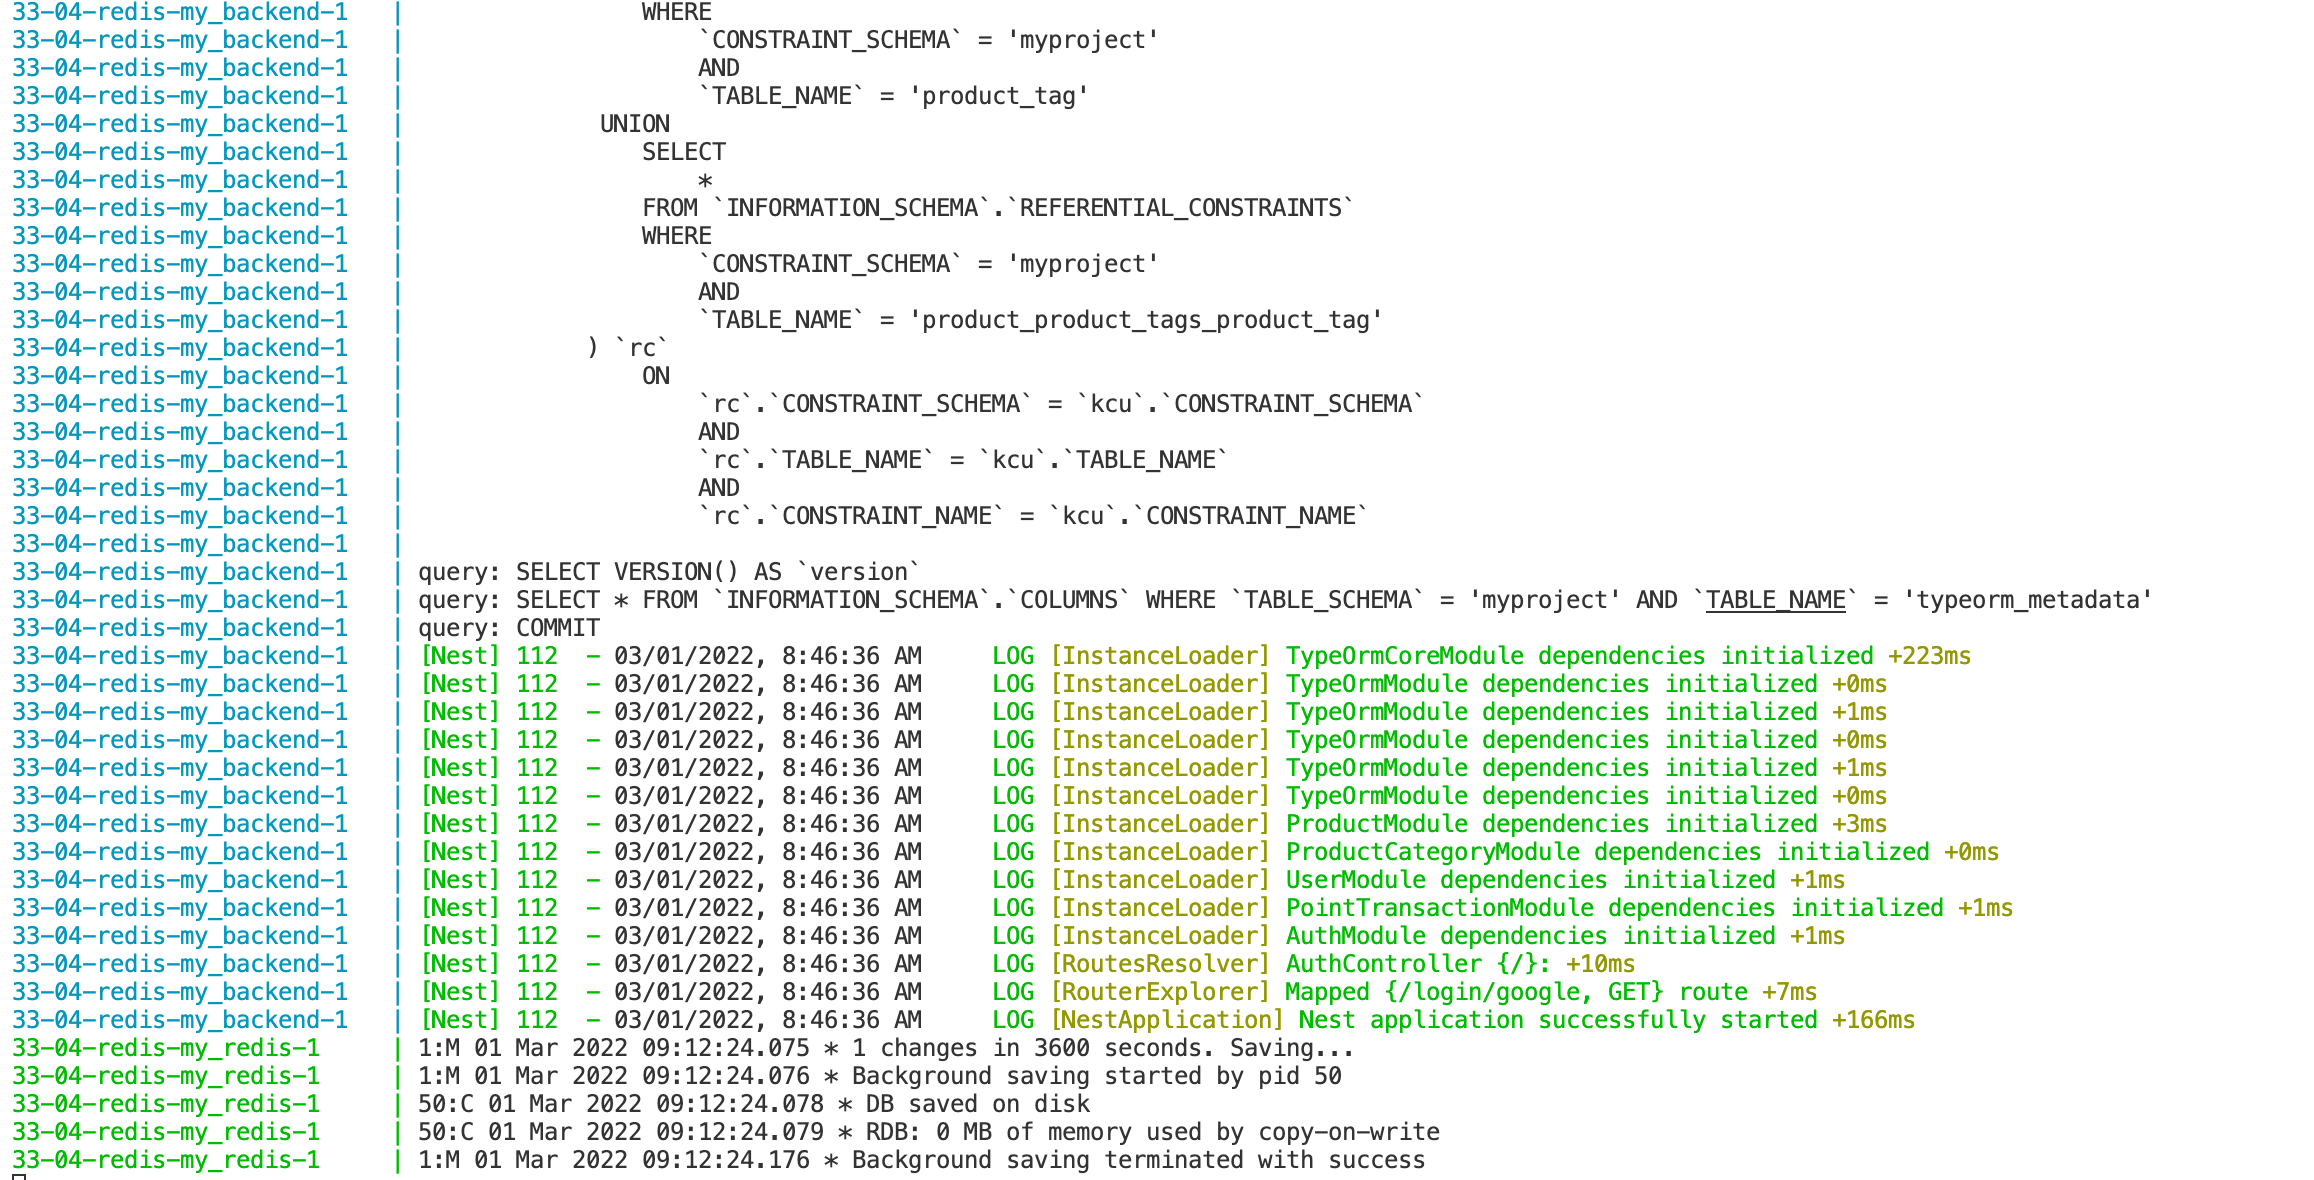 33-04-redis-my_backend-1   |                 WHERE
33-04-redis-my_backend-1   |                     `CONSTRAINT_SCHEMA` = 'myproject'
33-04-redis-my_backend-1   |                     AND
33-04-redis-my_backend-1   |                     `TABLE_NAME` = 'product_tag'
33-04-redis-my_backend-1   |              UNION
33-04-redis-my_backend-1   |                 SELECT
33-04-redis-my_backend-1   |                     *
33-04-redis-my_backend-1   |                 FROM `INFORMATION_SCHEMA`.`REFERENTIAL_CONSTRAINTS`
33-04-redis-my_backend-1   |                 WHERE
33-04-redis-my_backend-1   |                     `CONSTRAINT_SCHEMA` = 'myproject'
33-04-redis-my_backend-1   |                     AND
33-04-redis-my_backend-1   |                     `TABLE_NAME` = 'product_product_tags_product_tag'
33-04-redis-my_backend-1   |             ) `rc`
33-04-redis-my_backend-1   |                 ON
33-04-redis-my_backend-1   |                     `rc`.`CONSTRAINT_SCHEMA` = `kcu`.`CONSTRAINT_SCHEMA`
33-04-redis-my_backend-1   |                     AND
33-04-redis-my_backend-1   |                     `rc`.`TABLE_NAME` = `kcu`.`TABLE_NAME`
33-04-redis-my_backend-1   |                     AND
33-04-redis-my_backend-1   |                     `rc`.`CONSTRAINT_NAME` = `kcu`.`CONSTRAINT_NAME`
33-04-redis-my_backend-1   |
33-04-redis-my_backend-1   | query: SELECT VERSION() AS `version`
33-04-redis-my_backend-1   | query: SELECT * FROM `INFORMATION_SCHEMA`.`COLUMNS` WHERE `TABLE_SCHEMA` = 'myproject' AND `TABLE_NAME` = 'typeorm_metadata'
33-04-redis-my_backend-1   | query: COMMIT
33-04-redis-my_backend-1   | [Nest] 112  - 03/01/2022, 8:46:36 AM     LOG [InstanceLoader] TypeOrmCoreModule dependencies initialized +223ms
33-04-redis-my_backend-1   | [Nest] 112  - 03/01/2022, 8:46:36 AM     LOG [InstanceLoader] TypeOrmModule dependencies initialized +0ms
33-04-redis-my_backend-1   | [Nest] 112  - 03/01/2022, 8:46:36 AM     LOG [InstanceLoader] TypeOrmModule dependencies initialized +1ms
33-04-redis-my_backend-1   | [Nest] 112  - 03/01/2022, 8:46:36 AM     LOG [InstanceLoader] TypeOrmModule dependencies initialized +0ms
33-04-redis-my_backend-1   | [Nest] 112  - 03/01/2022, 8:46:36 AM     LOG [InstanceLoader] TypeOrmModule dependencies initialized +1ms
33-04-redis-my_backend-1   | [Nest] 112  - 03/01/2022, 8:46:36 AM     LOG [InstanceLoader] TypeOrmModule dependencies initialized +0ms
33-04-redis-my_backend-1   | [Nest] 112  - 03/01/2022, 8:46:36 AM     LOG [InstanceLoader] ProductModule dependencies initialized +3ms
33-04-redis-my_backend-1   | [Nest] 112  - 03/01/2022, 8:46:36 AM     LOG [InstanceLoader] ProductCategoryModule dependencies initialized +0ms
33-04-redis-my_backend-1   | [Nest] 112  - 03/01/2022, 8:46:36 AM     LOG [InstanceLoader] UserModule dependencies initialized +1ms
33-04-redis-my_backend-1   | [Nest] 112  - 03/01/2022, 8:46:36 AM     LOG [InstanceLoader] PointTransactionModule dependencies initialized +1ms
33-04-redis-my_backend-1   | [Nest] 112  - 03/01/2022, 8:46:36 AM     LOG [InstanceLoader] AuthModule dependencies initialized +1ms
33-04-redis-my_backend-1   | [Nest] 112  - 03/01/2022, 8:46:36 AM     LOG [RoutesResolver] AuthController {/}: +10ms
33-04-redis-my_backend-1   | [Nest] 112  - 03/01/2022, 8:46:36 AM     LOG [RouterExplorer] Mapped {/login/google, GET} route +7ms
33-04-redis-my_backend-1   | [Nest] 112  - 03/01/2022, 8:46:36 AM     LOG [NestApplication] Nest application successfully started +166ms
33-04-redis-my_redis-1     | 1:M 01 Mar 2022 09:12:24.075 * 1 changes in 3600 seconds. Saving...
33-04-redis-my_redis-1     | 1:M 01 Mar 2022 09:12:24.076 * Background saving started by pid 50
33-04-redis-my_redis-1     | 50:C 01 Mar 2022 09:12:24.078 * DB saved on disk
33-04-redis-my_redis-1     | 50:C 01 Mar 2022 09:12:24.079 * RDB: 0 MB of memory used by copy-on-write
33-04-redis-my_redis-1     | 1:M 01 Mar 2022 09:12:24.176 * Background saving terminated with success